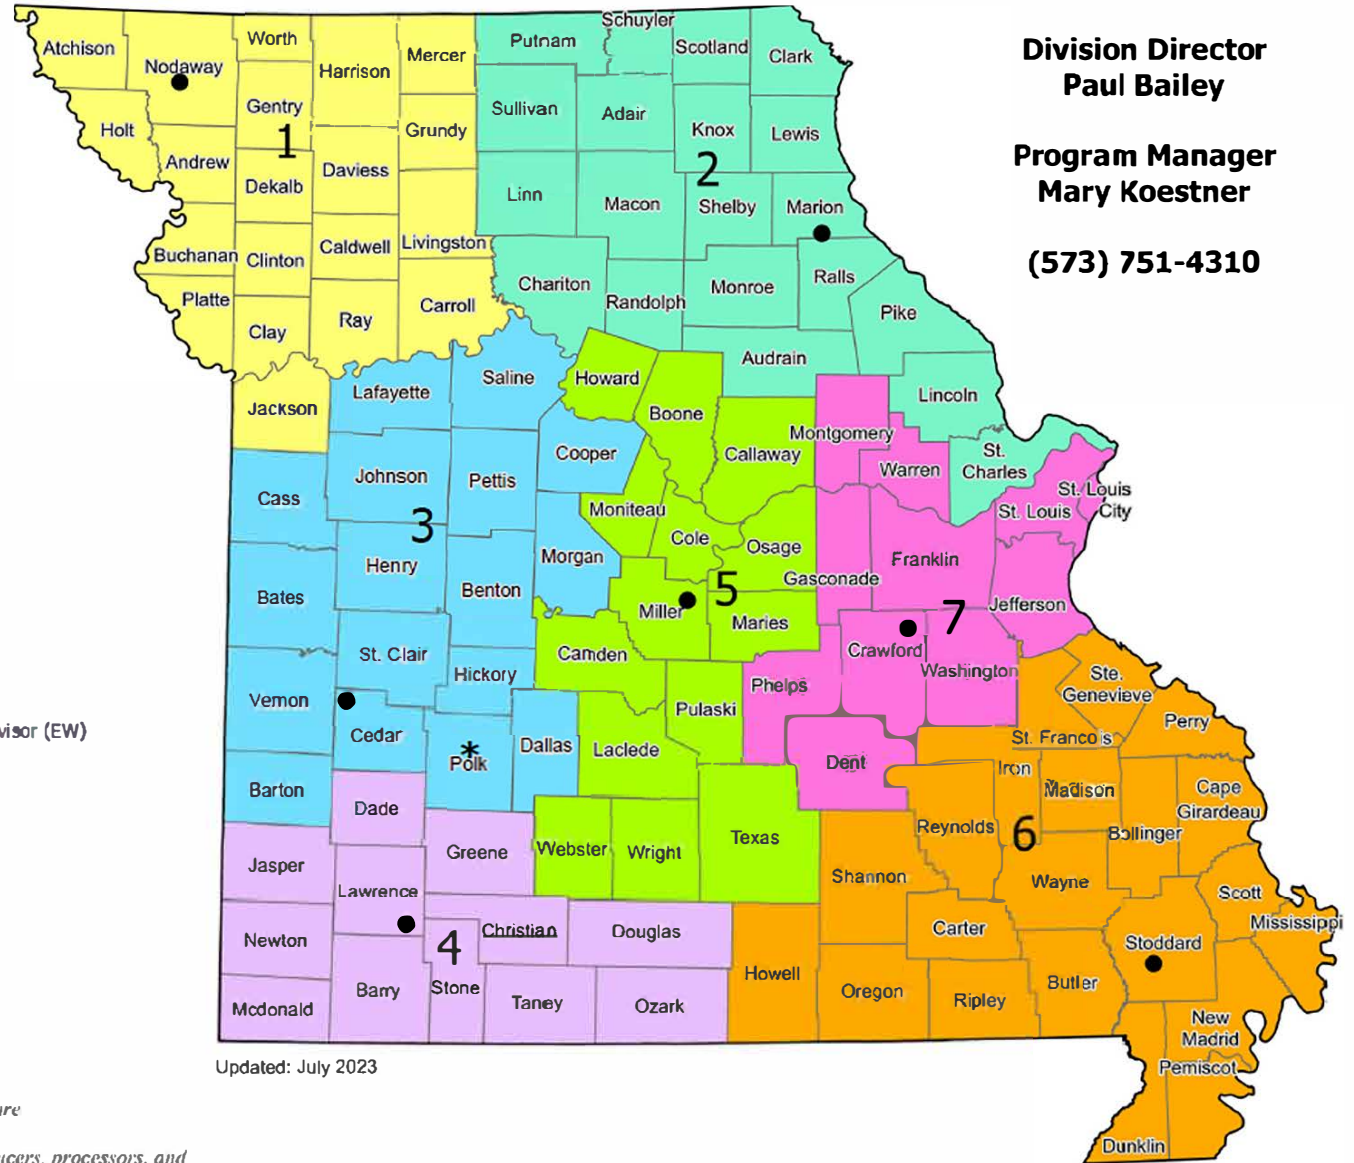 Division Director
Paul Bailey
Program Manager
Mary Koestner
(573) 751-4310
Atchison
Nodaway
Worth
Harrison
Mercer
Putnam
Schuyler
Scotland
Clark
Holt
Gentry
Grundy
Sullivan
Adair
Knox
Lewis
1
2
Andrew
Dekalb
Daviess
Linn
Macon
Shelby
Marion
Buchanan
Clinton
Caldwell
Livingston
Chariton
Randolph
Monroe
Ralls
Platte
Clay
Ray
Carroll
Pike
Audrain
Jackson
Lafayette
Saline
Howard
Boone
Lincoln
Cass
Johnson
Pettis
Cooper
Callaway
Montgomery
Warren
St.
Charles
3
Moniteau
Cole
Osage
St. Louis
St. Louis
City
Bates
Henry
Benton
Morgan
Miller
5
Maries
Gasconade
Franklin
Jefferson
7
St. Clair
Hickory
Camden
Crawford
Washington
Vernon
Cedar
Polk
*
Dallas
Laclede
Pulaski
Phelps
Dent
Ste.
Genevieve
Perry
St. Francois
visor (EW)
Barton
Dade
Iron
Madison
Cape
Girardeau
Jasper
Lawrence
Greene
Webster
Wright
Texas
Shannon
Reynolds
6
Bollinger
Wayne
Scott
Mississippi
Newton
4
Christian
Douglas
Howell
Carter
Stoddard
Mcdonald
Barry
Stone
Taney
Ozark
Oregon
Ripley
Butler
New
Madrid
Pemiscot
Dunklin
Updated: July 2023
ucers, processors, and